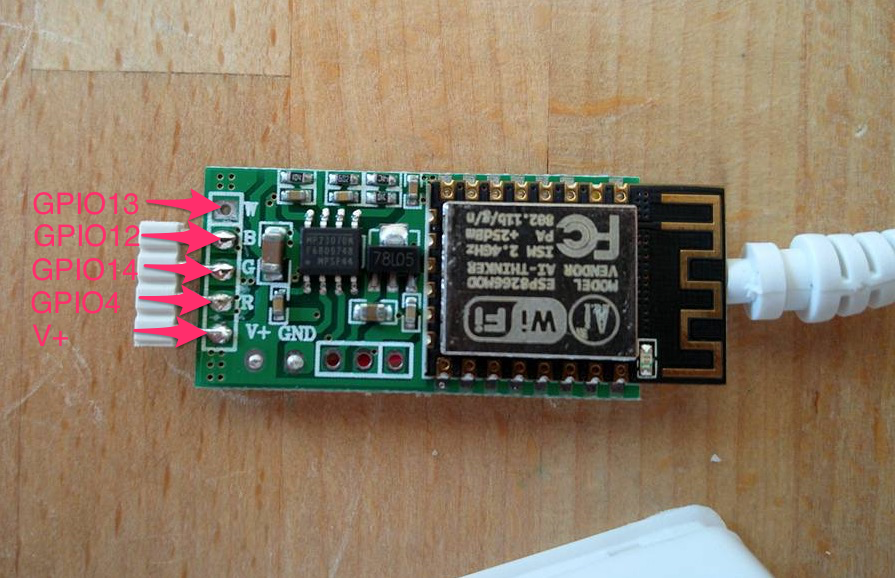 GPIO13
W
GPIO12
B
GPIO14
G
GPIO4
R
V+
V+ GND
78L05
MODEL ESP8266MOD
VENDOR AI-THINKER
ISM 2.4GHz
PA +25dBm
802.11b/g/n
FC
Wi Fi
AI